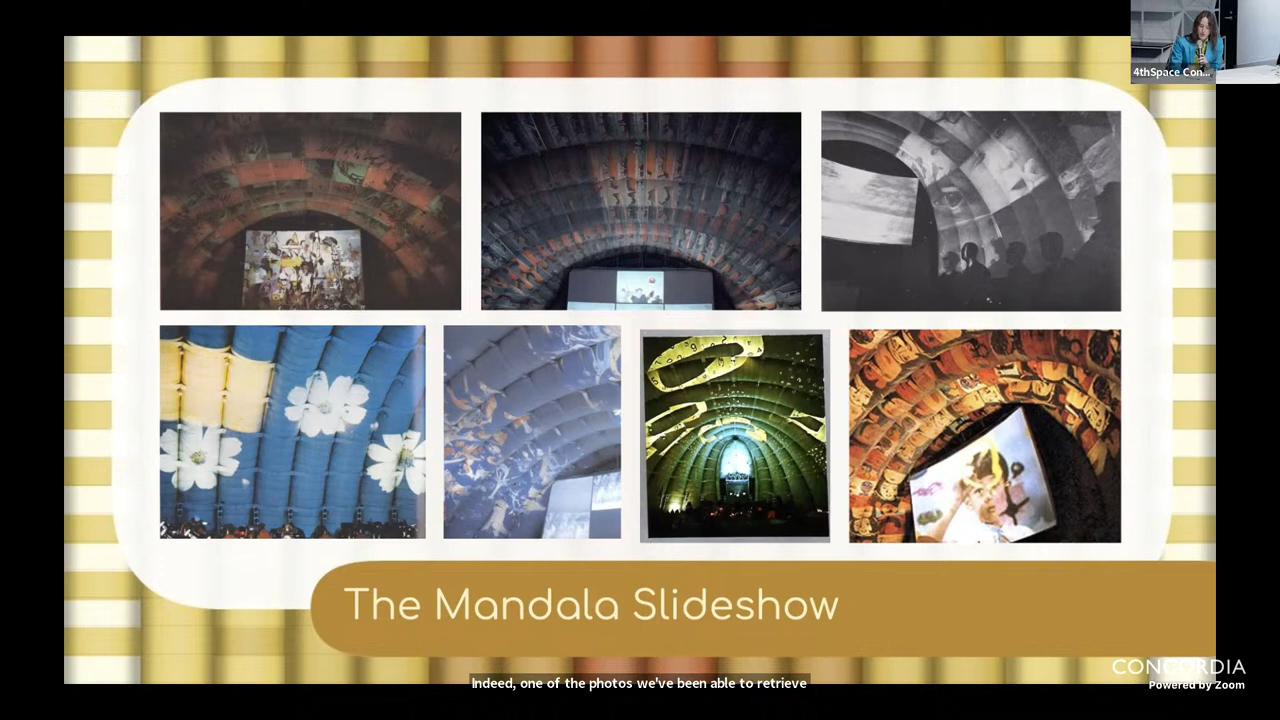 4thSpace Con...
The Mandala Slideshow
CONCORDIA
Indeed, one of the photos we've been able to retrieve
Powered by Zoom